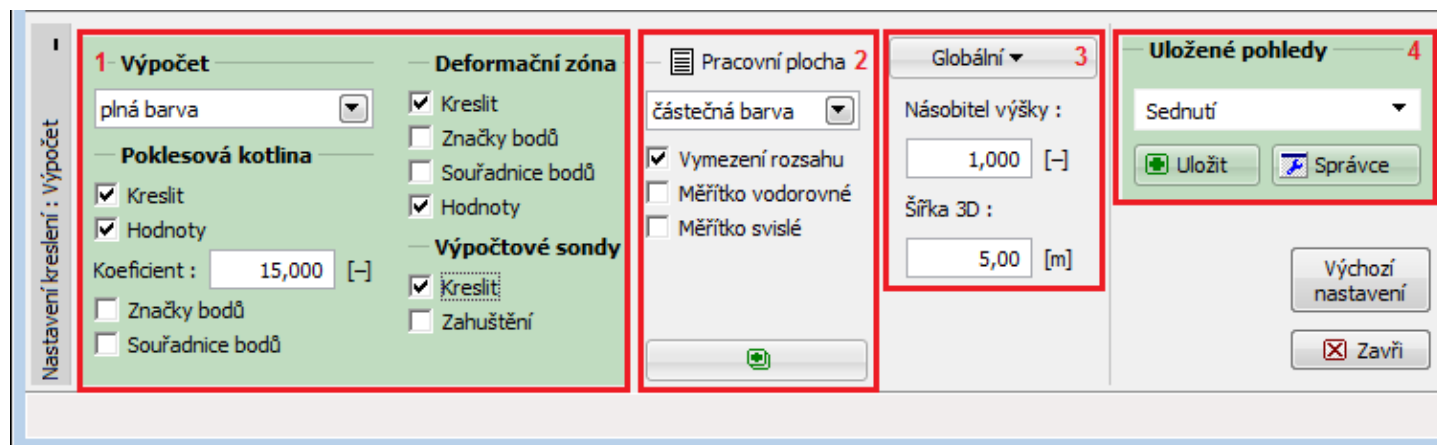 Nastavení kreslení : Výpočet
1 Výpočet
plná barva
Poklesová kotlina
Kreslit
Hodnoty
Koeficient : 15,000 [–]
Značky bodů
Souřadnice bodů
Deformační zóna
Kreslit
Značky bodů
Souřadnice bodů
Hodnoty
Výpočtové sondy
Kreslit
Zahuštění
Pracovní plocha 2
částečná barva
Vymezení rozsahu
Měřítko vodorovné
Měřítko svislé
Globální 3
Násobitel výšky :
1,000 [–]
Šířka 3D :
5,00 [m]
Uložené pohledy 4
Sednutí
Uložit Správce
Výchozí
nastavení
Zavři